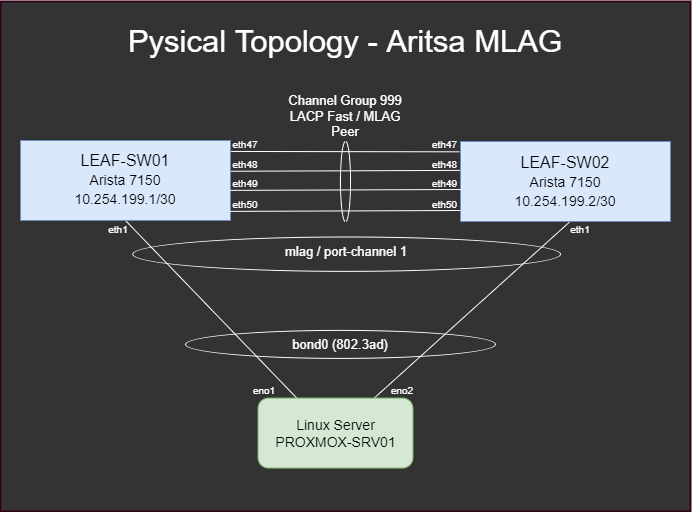 Pysical Topology - Aritsa MLAG
Channel Group 999
LACP Fast / MLAG
Peer
LEAF-SW01
Arista 7150
10.254.199.1/30
eth47
eth48
eth49
eth50
eth47
eth48
eth49
eth50
LEAF-SW02
Arista 7150
10.254.199.2/30
eth1
eth1
mlag / port-channel 1
bond0 (802.3ad)
eno1
eno2
Linux Server
PROXMOX-SRV01